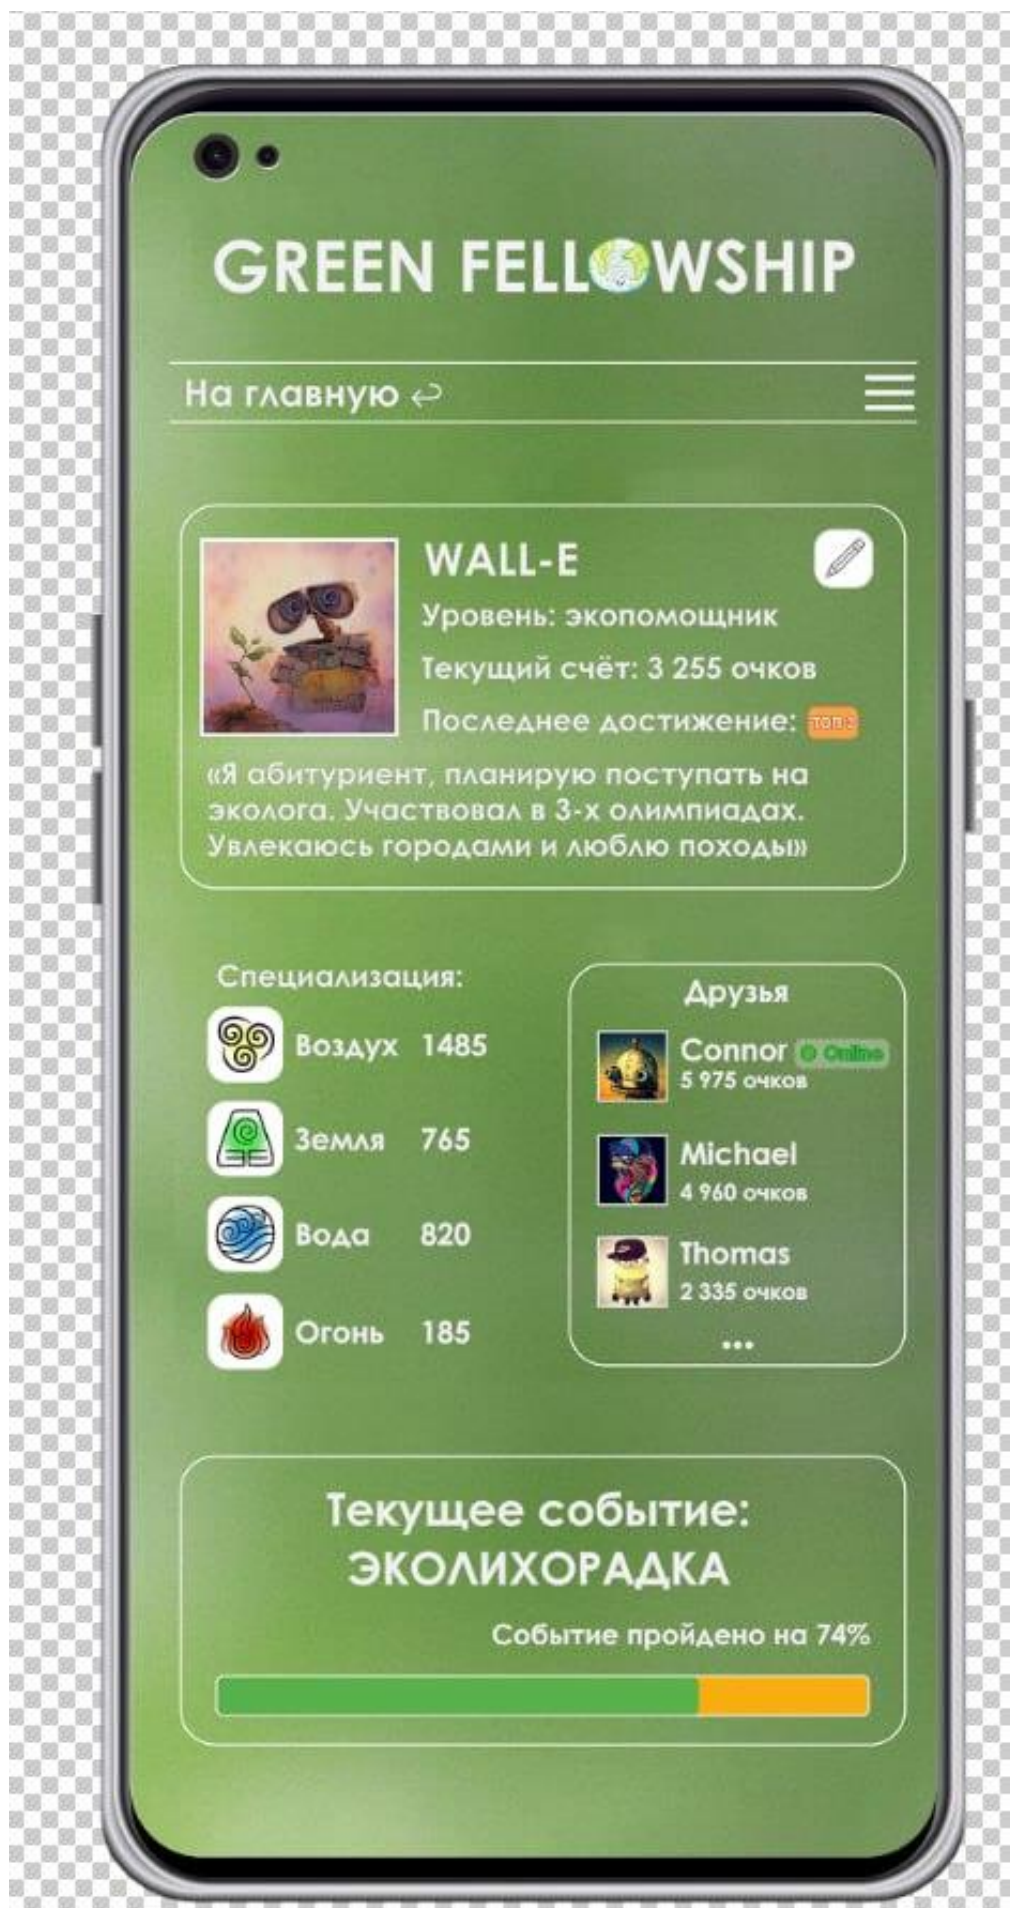 GREEN FELLOWSHIP
На главную
WALL-E
Уровень: экопомощник
Текущий счёт: 3 255 очков
Последнее достижение: ТОП 2
«Я абитуриент, планирую поступать на
эколога. Участвовал в 3-х олимпиадах.
Увлекаюсь городами и люблю походы»
Специализация:
Воздух 1485
Земля 765
Вода 820
Огонь 185
Друзья
Connor Online
5 975 очков
Michael
4 960 очков
Thomas
2 335 очков
...
Текущее событие:
ЭКОЛИХОРАДКА
Событие пройдено на 74%